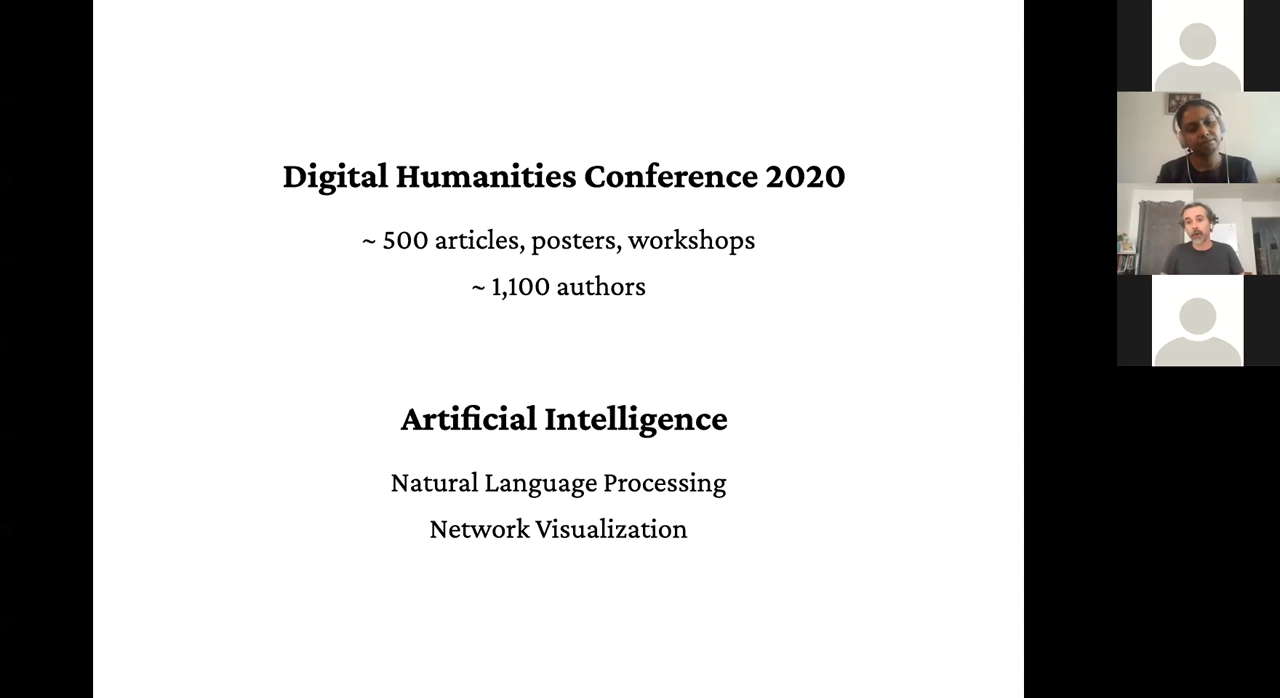 Digital Humanities Conference 2020
~ 500 articles, posters, workshops
~ 1,100 authors
Artificial Intelligence
Natural Language Processing
Network Visualization